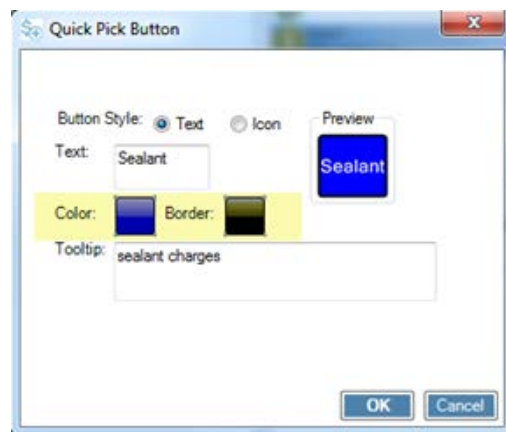 Quick Pick Button
Button Style: Text Icon Preview
Text: Sealant Sealant
Color: Border:
Tooltip: sealant charges
OK Cancel